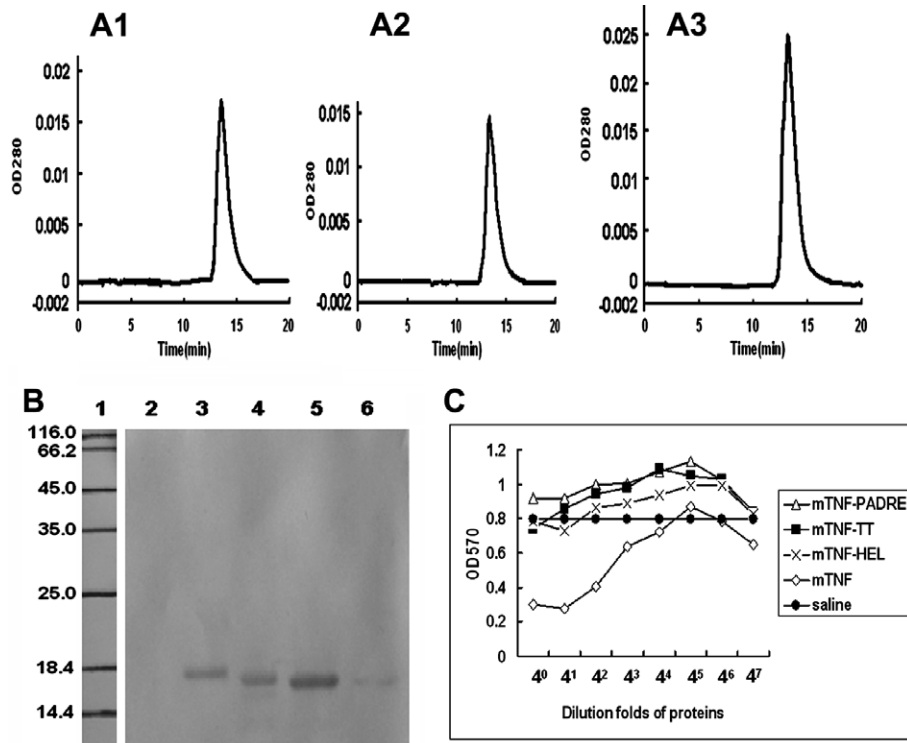 A1
0.02
0.015
0.01
0.005
0
-0.002
OD280
0 5 10 15 20
Time(min)
A2
0.015
0.01
0.005
0
-0.002
OD280
0 5 10 15 20
Time(min)
A3
0.025
0.02
0.015
0.01
0.005
0
-0.002
OD280
0 5 10 15 20
Time(min)
B
1 2 3 4 5 6
116.0
66.2
45.0
35.0
25.0
18.4
14.4
C
1.2
1
0.8
0.6
0.4
0.2
0
OD570
4⁰ 4¹ 4² 4³ 4⁴ 4⁵ 4⁶ 4⁷
Dilution folds of proteins
mTNF-PADRE
mTNF-TT
mTNF-HEL
mTNF
saline